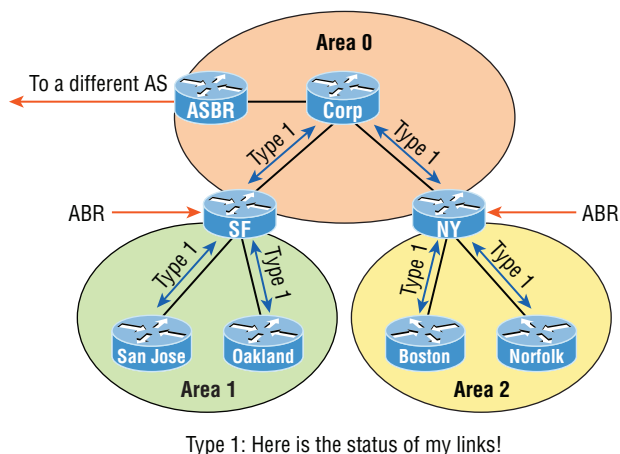 Area 0
To a different AS
ASBR
Corp
Type 1
Type 1
ABR
ABR
SF
NY
Type 1
Type 1
Type 1
Type 1
San Jose
Oakland
Boston
Norfolk
Area 1
Area 2
Type 1: Here is the status of my links!